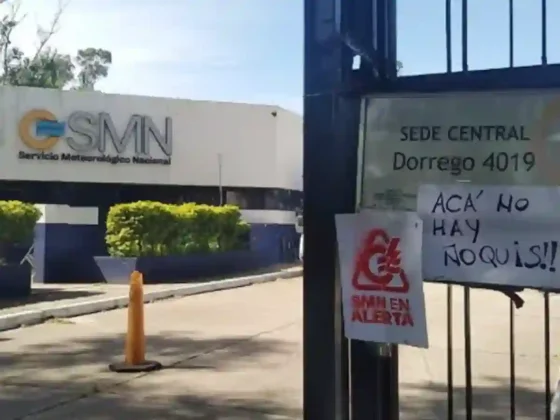 SMN
Servicio Meteorológico Nacional
SEDE CENTRAL
Dorrego 4019
ACÁ NO
HAY
ÑOQUIS!!
SMN EN
ALERTA